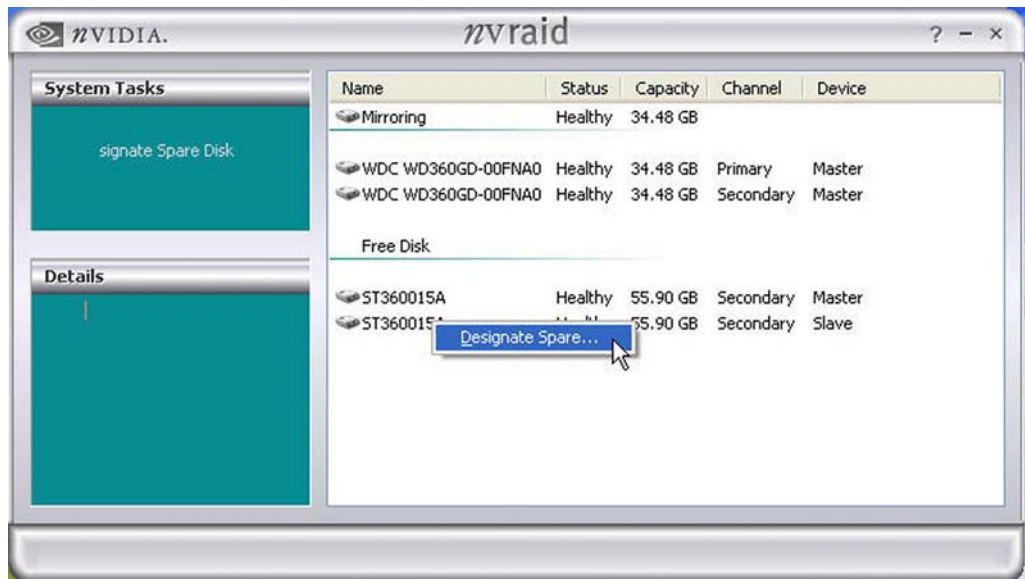 nVIDIA. nvraid ? - ×
System Tasks
signate Spare Disk
Details
Name Status Capacity Channel Device
Mirroring Healthy 34.48 GB
WDC WD360GD-00FNA0 Healthy 34.48 GB Primary Master
WDC WD360GD-00FNA0 Healthy 34.48 GB Secondary Master
Free Disk
ST360015A Healthy 55.90 GB Secondary Master
55.90 GB Secondary Slave
Designate Spare...